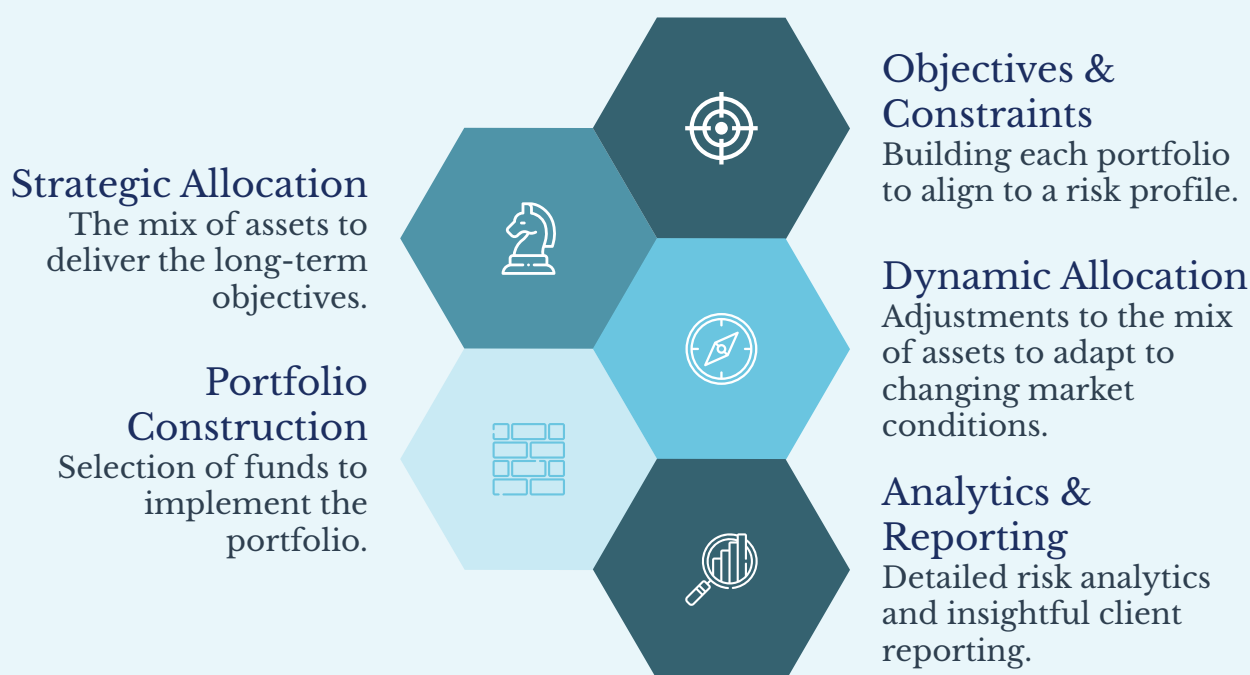 Objectives &
Constraints
Building each portfolio
to align to a risk profile.
Strategic Allocation
The mix of assets to
deliver the long-term
objectives.
Dynamic Allocation
Adjustments to the mix
of assets to adapt to
changing market
conditions.
Portfolio
Construction
Selection of funds to
implement the
portfolio.
Analytics &
Reporting
Detailed risk analytics
and insightful client
reporting.